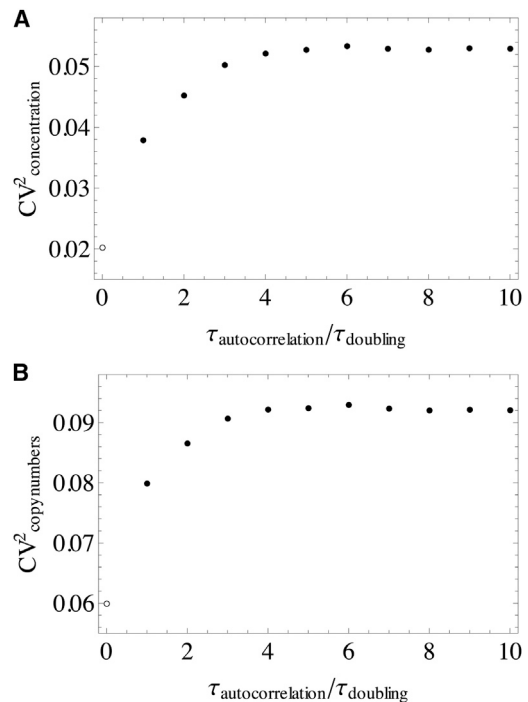 A
CV²concentration
0.05
0.04
0.03
0.02
0 2 4 6 8 10
τautocorrelation/τdoubling
B
CV²copynumbers
0.09
0.08
0.07
0.06
0 2 4 6 8 10
τautocorrelation/τdoubling